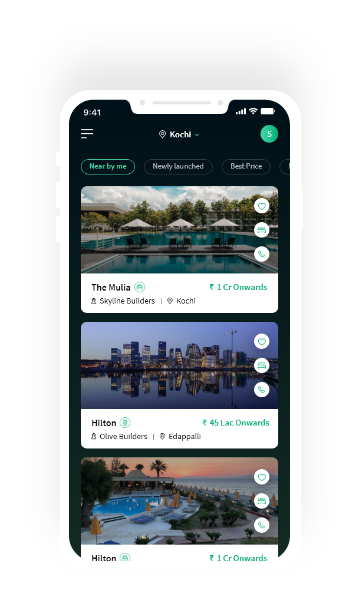 9:41
Kochi
S
Near by me
Newly launched
Best Price
The Mulia
₹ 1 Cr Onwards
Skyline Builders | Kochi
Hilton
₹ 45 Lac Onwards
Olive Builders | Edappalli
Hilton
₹ 1 Cr Onwards